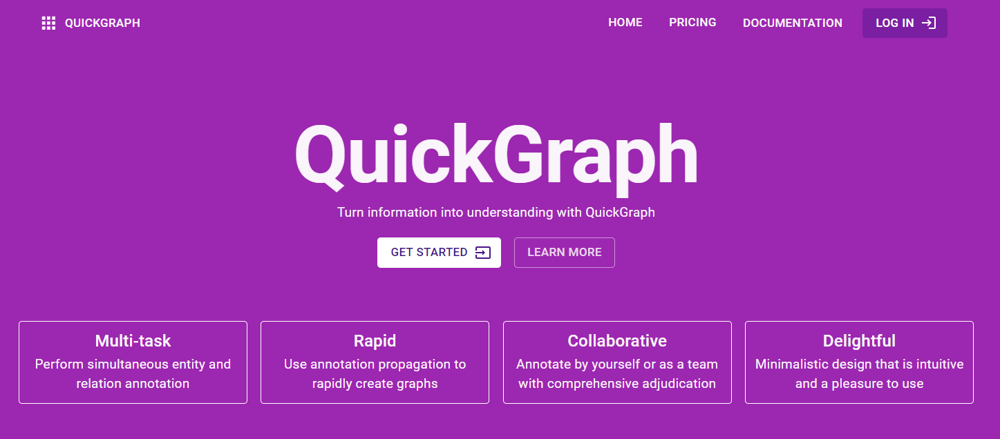 QUICKGRAPH
HOME PRICING DOCUMENTATION LOG IN
QuickGraph
Turn information into understanding with QuickGraph
GET STARTED LEARN MORE
Multi-task
Perform simultaneous entity and
relation annotation
Rapid
Use annotation propagation to
rapidly create graphs
Collaborative
Annotate by yourself or as a team
with comprehensive adjudication
Delightful
Minimalistic design that is intuitive
and a pleasure to use